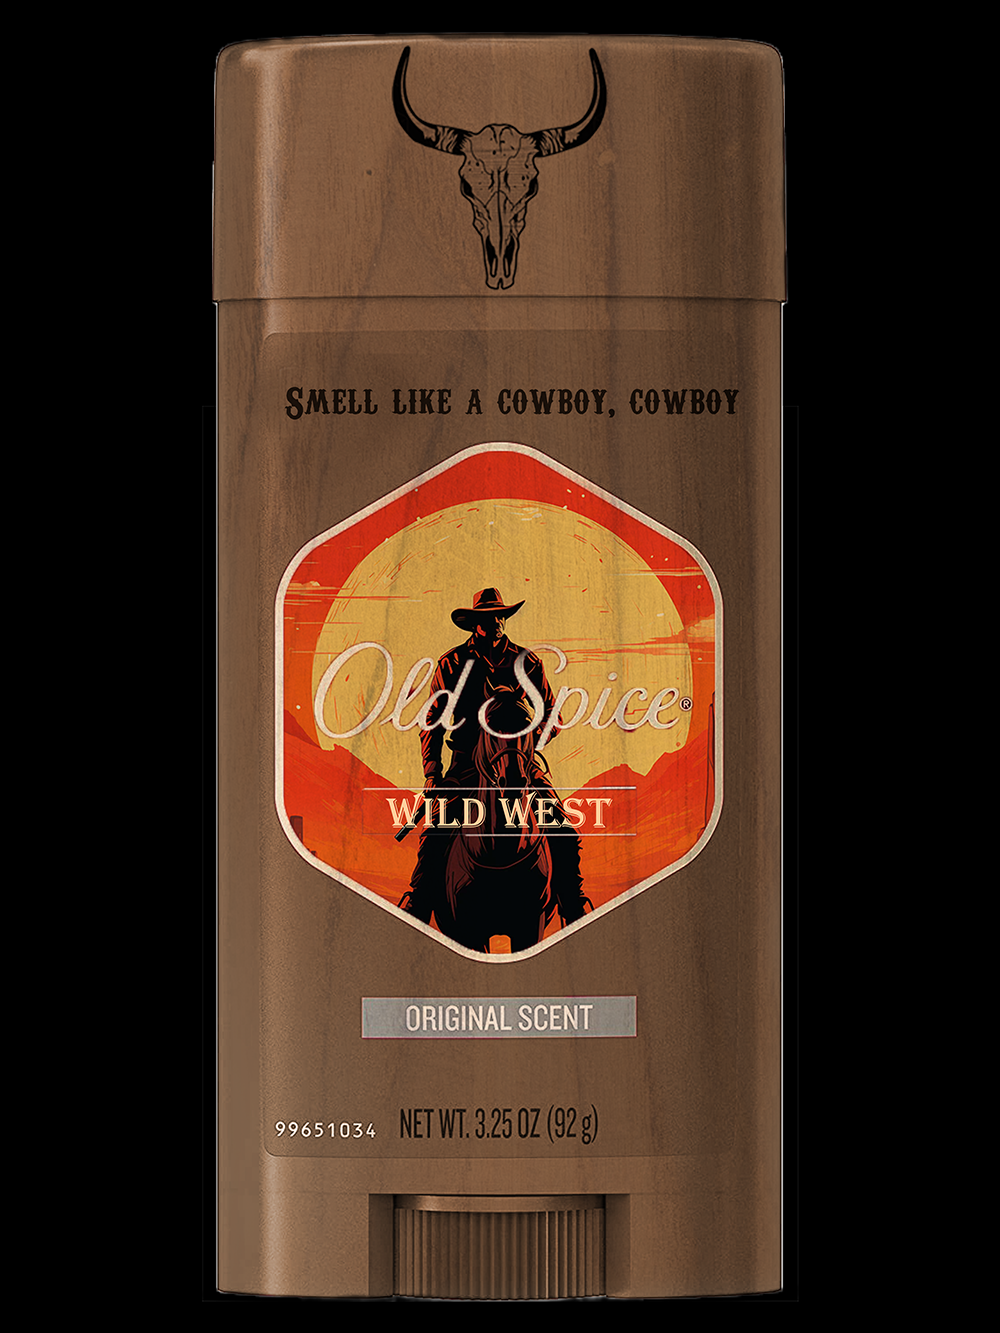 Smell like a cowboy, cowboy
Old Spice®
WILD WEST
ORIGINAL SCENT
99651034 NET WT. 3.25 OZ (92 g)